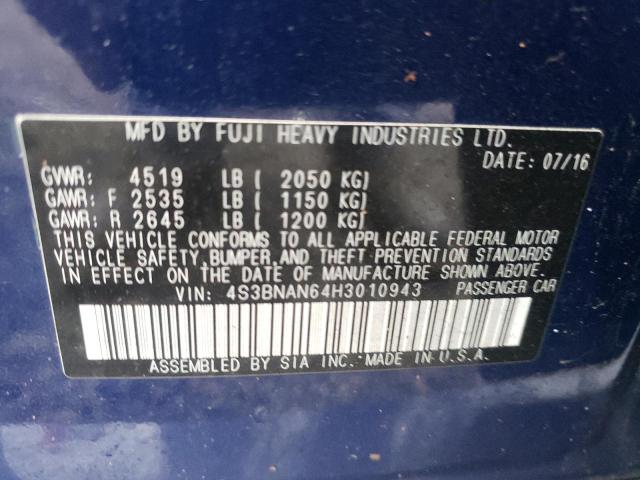 MFD BY FUJI HEAVY INDUSTRIES LTD.
DATE: 07/16
GVWR: 4519 LB ( 2050 KG)
GAWR: F 2535 LB ( 1150 KG)
GAWR: R 2645 LB ( 1200 KG)
THIS VEHICLE CONFORMS TO ALL APPLICABLE FEDERAL MOTOR
VEHICLE SAFETY, BUMPER, AND THEFT PREVENTION STANDARDS
IN EFFECT ON THE DATE OF MANUFACTURE SHOWN ABOVE.
VIN: 4S3BNAN64H3010943 PASSENGER CAR
ASSEMBLED BY SIA INC. MADE IN U.S.A.